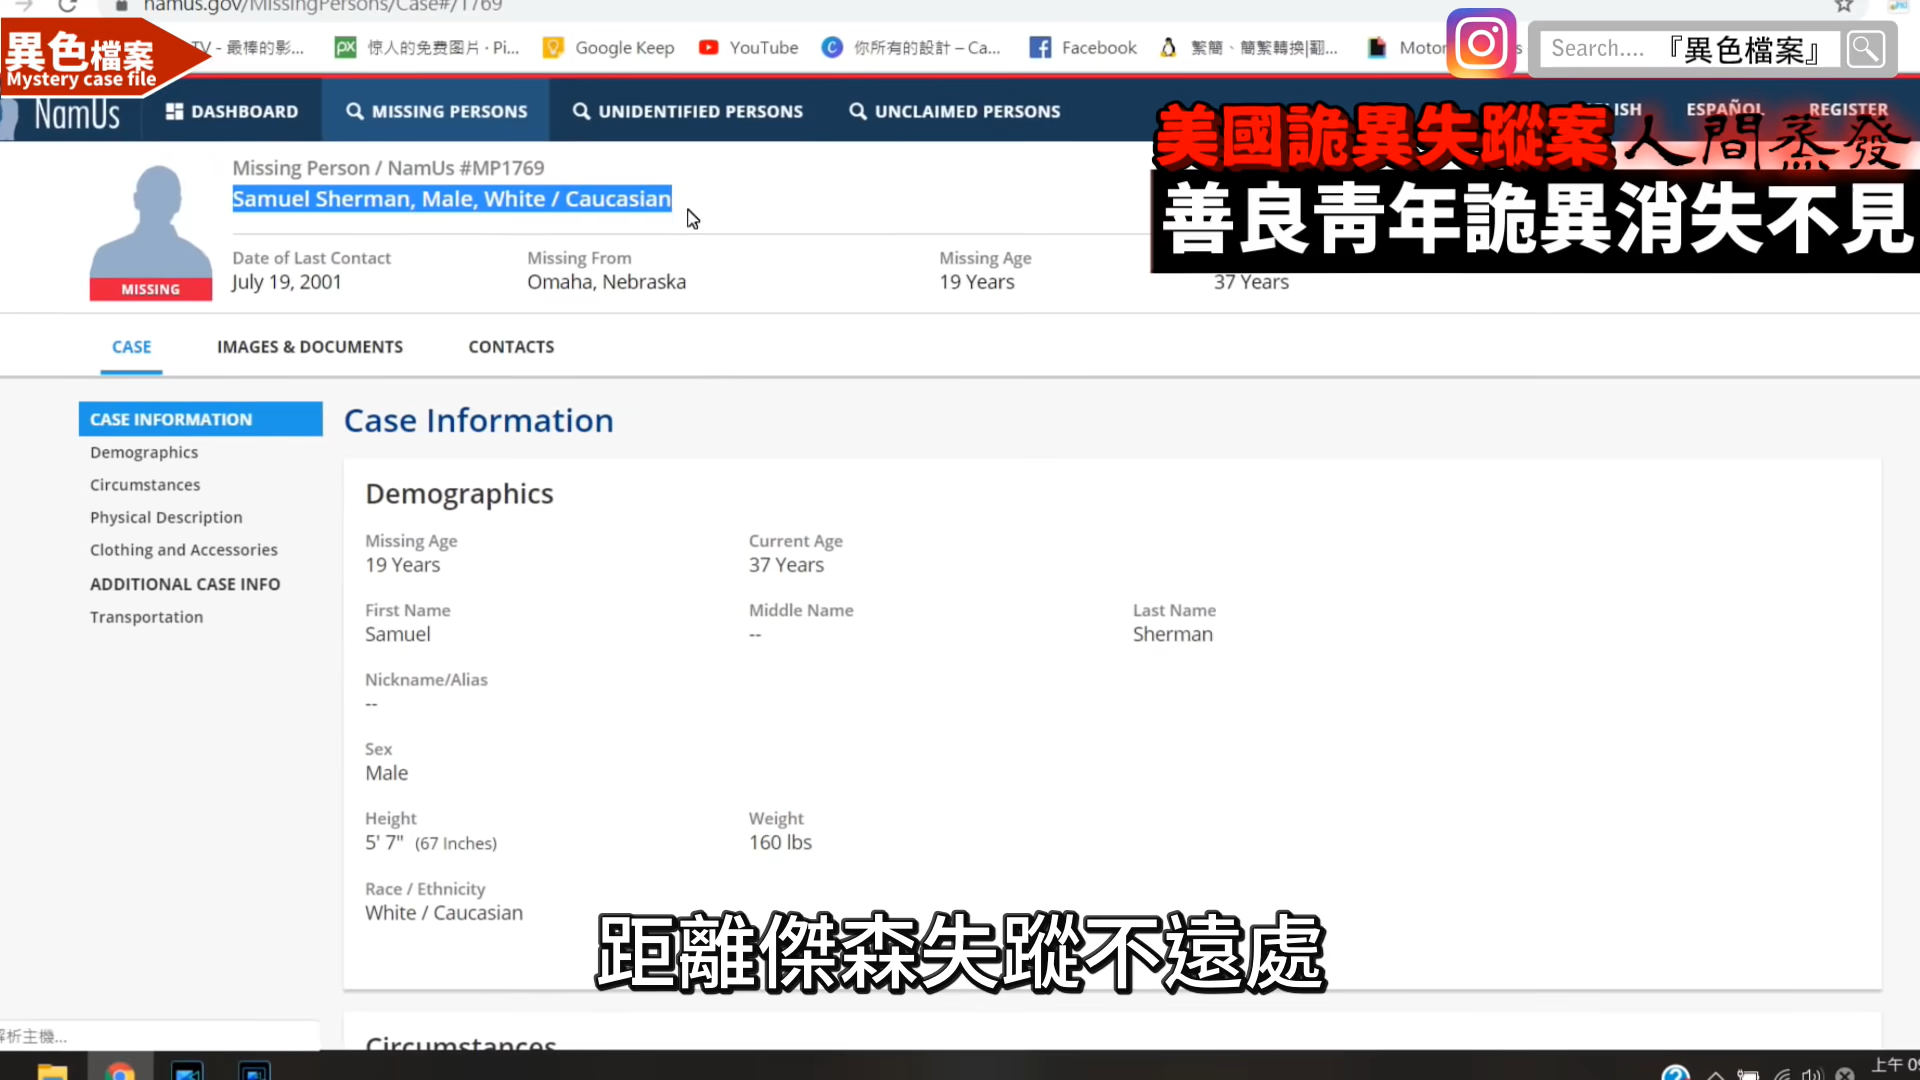 namus.gov/MissingPersons/Case#/1769
異色檔案
Mystery case file
TV - 最棒的影...
惊人的免费图片 · Pi...
Google Keep
YouTube
你所有的設計 – Ca...
Facebook
繁簡、簡繁轉換|翻...
Search....
『異色檔案』
NamUs
DASHBOARD
MISSING PERSONS
UNIDENTIFIED PERSONS
UNCLAIMED PERSONS
ESPAÑOL
REGISTER
美國詭異失蹤案
人間蒸發
善良青年詭異消失不見
Missing Person / NamUs #MP1769
Samuel Sherman, Male, White / Caucasian
Date of Last Contact
Missing From
Missing Age
July 19, 2001
Omaha, Nebraska
19 Years
37 Years
MISSING
CASE
IMAGES & DOCUMENTS
CONTACTS
CASE INFORMATION
Demographics
Circumstances
Physical Description
Clothing and Accessories
ADDITIONAL CASE INFO
Transportation
Case Information
Demographics
Missing Age
Current Age
19 Years
37 Years
First Name
Middle Name
Last Name
Samuel
--
Sherman
Nickname/Alias
--
Sex
Male
Height
Weight
5' 7" (67 Inches)
160 lbs
Race / Ethnicity
White / Caucasian
距離傑森失蹤不遠處
解析主機...
Circumstances
上午